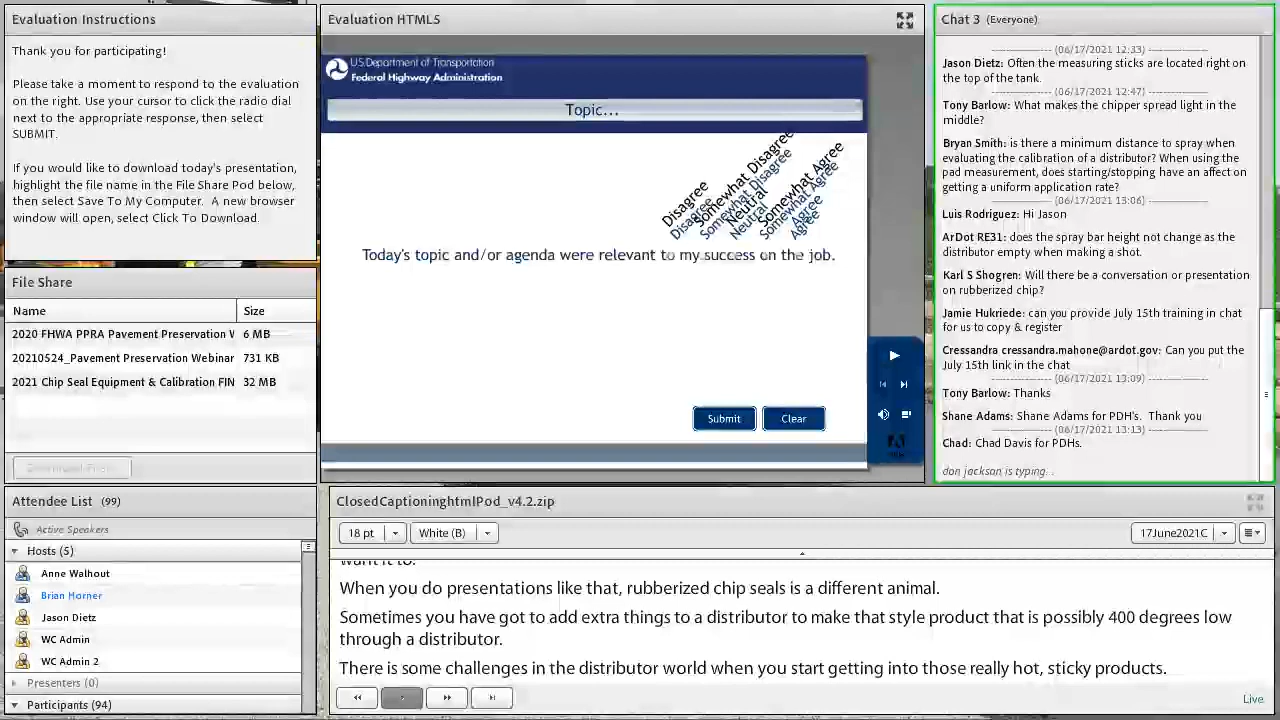 Evaluation Instructions
Thank you for participating!
Please take a moment to respond to the evaluation
on the right. Use your cursor to click the radio dial
next to the appropriate response, then select
SUBMIT.
If you would like to download today's presentation,
highlight the file name in the File Share Pod below,
then select Save To My Computer. A new browser
window will open, select Click To Download.
File Share
Name Size
2020 FHWA PPRA Pavement Preservation V 6 MB
20210524_Pavement Preservation Webinar 731 KB
2021 Chip Seal Equipment & Calibration FIN 32 MB
Attendee List (99)
Active Speakers
Hosts (5)
Anne Walhout
Brian Horner
Jason Dietz
WC Admin
WC Admin 2
Presenters (0)
Participants (94)
Evaluation HTML5
U.S.Department of Transportation
Federal Highway Administration
Topic...
Disagree
Somewhat Disagree
Neutral
Somewhat Agree
Agree
Disagree
Somewhat Disagree
Neutral
Somewhat Agree
Agree
Today's topic and/or agenda were relevant to my success on the job.
Submit Clear
Chat 3 (Everyone)
(06/17/2021 12:33)
Jason Dietz: Often the measuring sticks are located right on
the top of the tank.
(06/17/2021 12:47)
Tony Barlow: What makes the chipper spread light in the
middle?
Bryan Smith: is there a minimum distance to spray when
evaluating the calibration of a distributor? When using the
pad measurement, does starting/stopping have an affect on
getting a uniform application rate?
(06/17/2021 13:06)
Luis Rodriguez: Hi Jason
ArDot RE31: does the spray bar height not change as the
distributor empty when making a shot.
Karl S Shogren: Will there be a conversation or presentation
on rubberized chip?
Jamie Hukriede: can you provide July 15th training in chat
for us to copy & register
Cressandra cressandra.mahone@ardot.gov: Can you put the
July 15th link in the chat
(06/17/2021 13:09)
Tony Barlow: Thanks
Shane Adams: Shane Adams for PDH's. Thank you
(06/17/2021 13:13)
Chad: Chad Davis for PDHs.
don jackson is typing...
ClosedCaptioninghtmlPod_v4.2.zip
18 pt White (B) 17June2021C
want it to.
When you do presentations like that, rubberized chip seals is a different animal.
Sometimes you have got to add extra things to a distributor to make that style product that is possibly 400 degrees low
through a distributor.
There is some challenges in the distributor world when you start getting into those really hot, sticky products.
Live